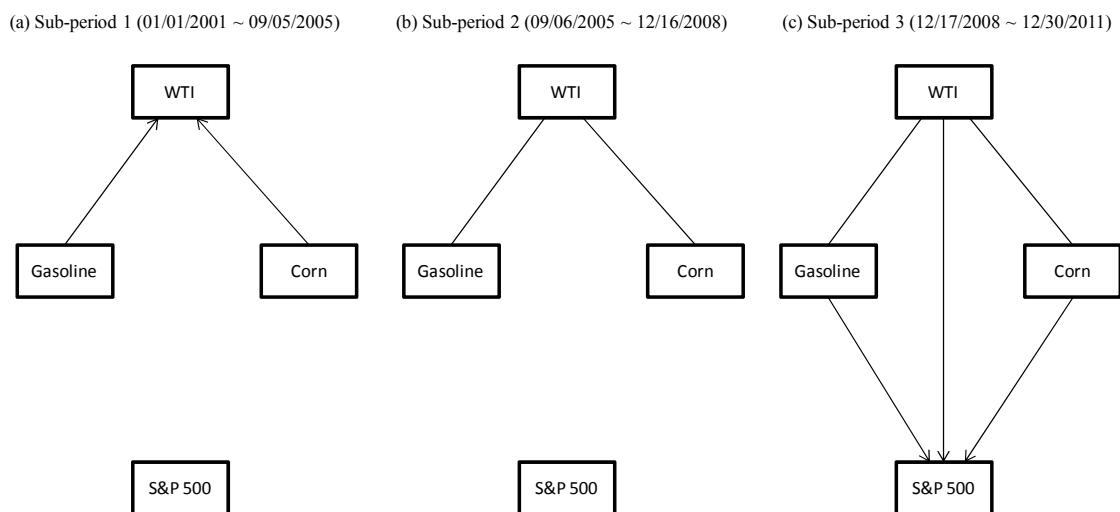 (a) Sub-period 1 (01/01/2001 ~ 09/05/2005)
WTI
Gasoline
Corn
S&P 500
(b) Sub-period 2 (09/06/2005 ~ 12/16/2008)
WTI
Gasoline
Corn
S&P 500
(c) Sub-period 3 (12/17/2008 ~ 12/30/2011)
WTI
Gasoline
Corn
S&P 500